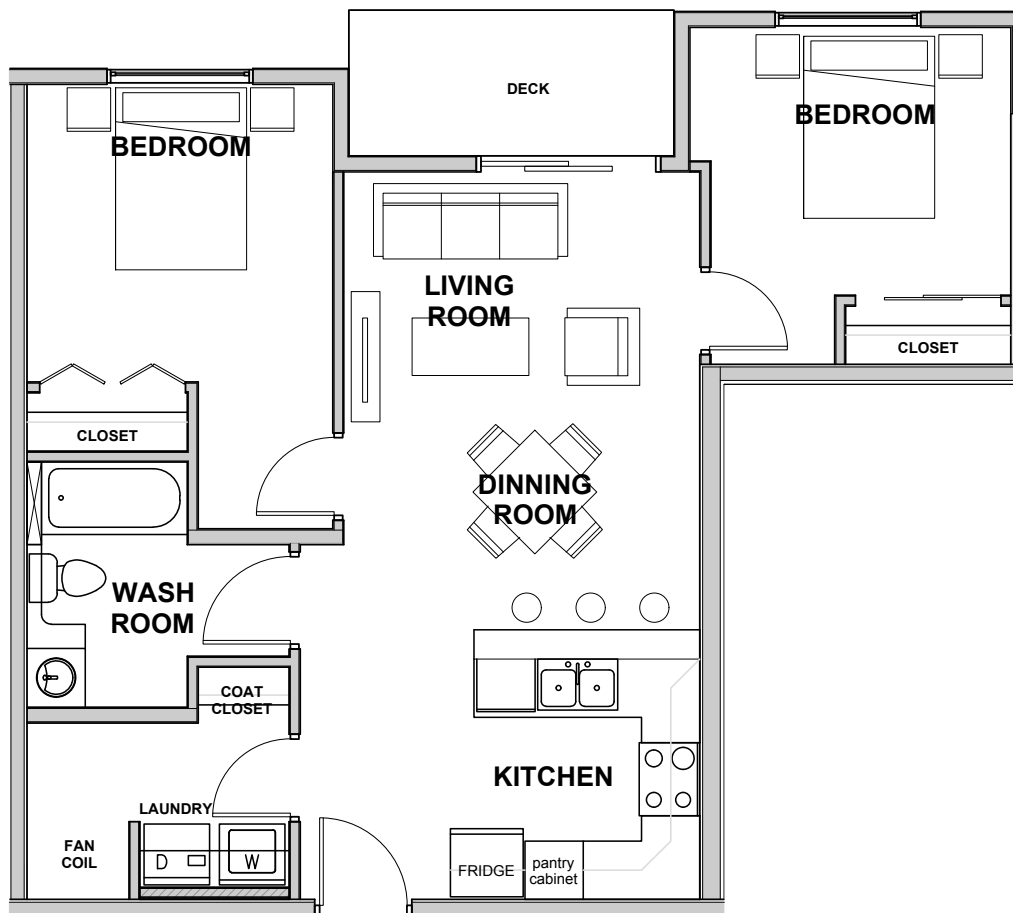 DECK
BEDROOM
BEDROOM
LIVING
ROOM
CLOSET
CLOSET
DINNING
ROOM
WASH
ROOM
COAT
CLOSET
KITCHEN
LAUNDRY
FAN
COIL
D
W
FRIDGE
pantry
cabinet